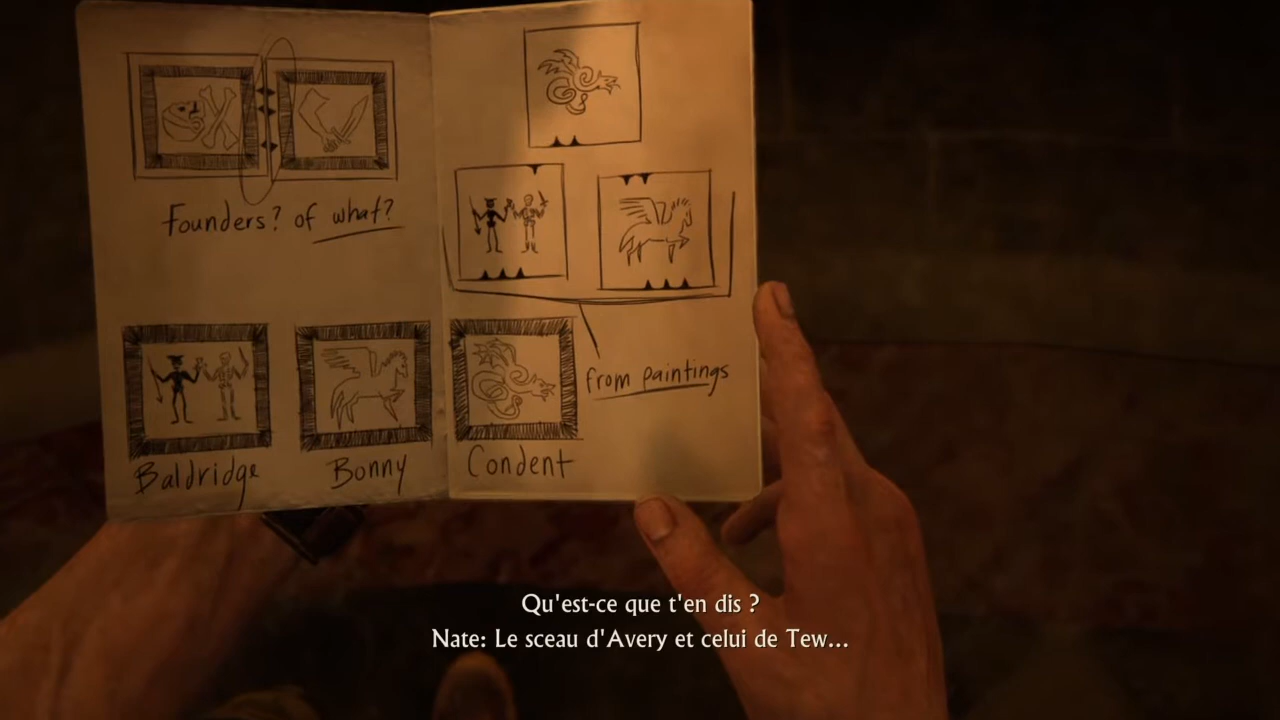 Founders? of what?
from paintings
Baldridge
Bonny
Condent
Qu'est-ce que t'en dis ?
Nate: Le sceau d'Avery et celui de Tew...